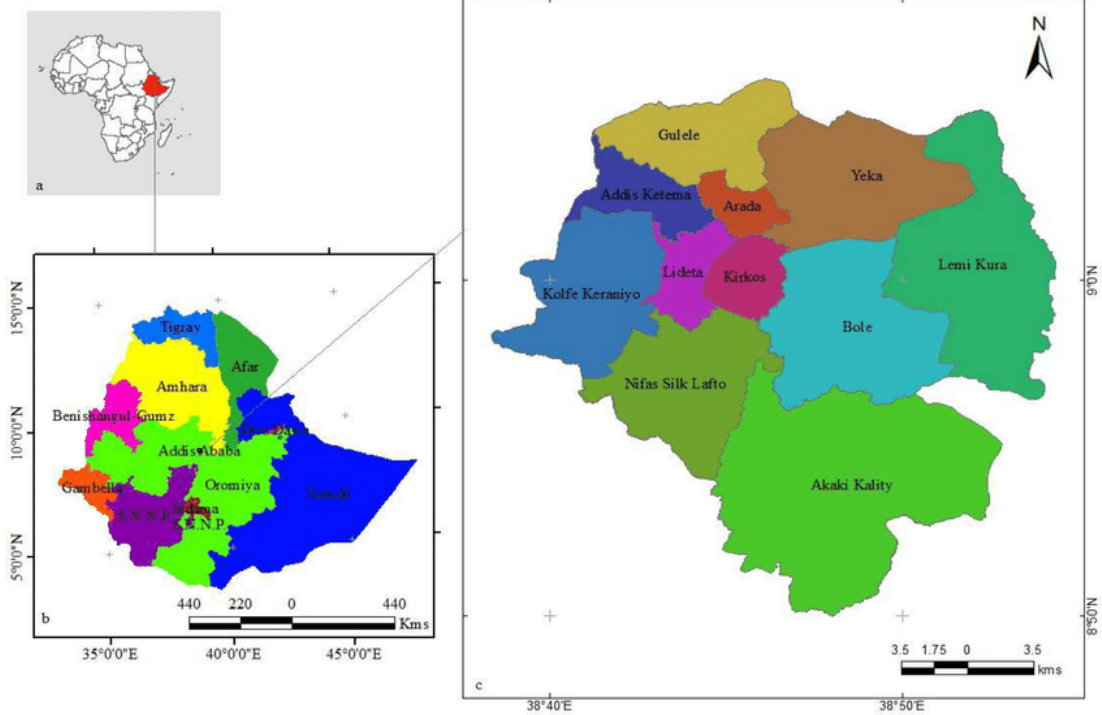 a
15°0'0"N
10°0'0"N
5°0'0"N
Tigray
Afar
Amhara
Benishangul-Gumz
Dire Dawa
Addis Ababa
Gambella
Oromiya
Somali
S.N.N.P.
Sidama
S.N.N.P.
440 220 0 440
Kms
b
35°0'0"E 40°0'0"E 45°0'0"E
N
Gulele
Yeka
Addis Ketema
Arada
Lemi Kura
Lideta
Kirkos
Kolfe Keraniyo
Bole
Nifas Silk Lafto
Akaki Kality
9°0'N
8°50'N
3.5 1.75 0 3.5
kms
c
38°40'E 38°50'E